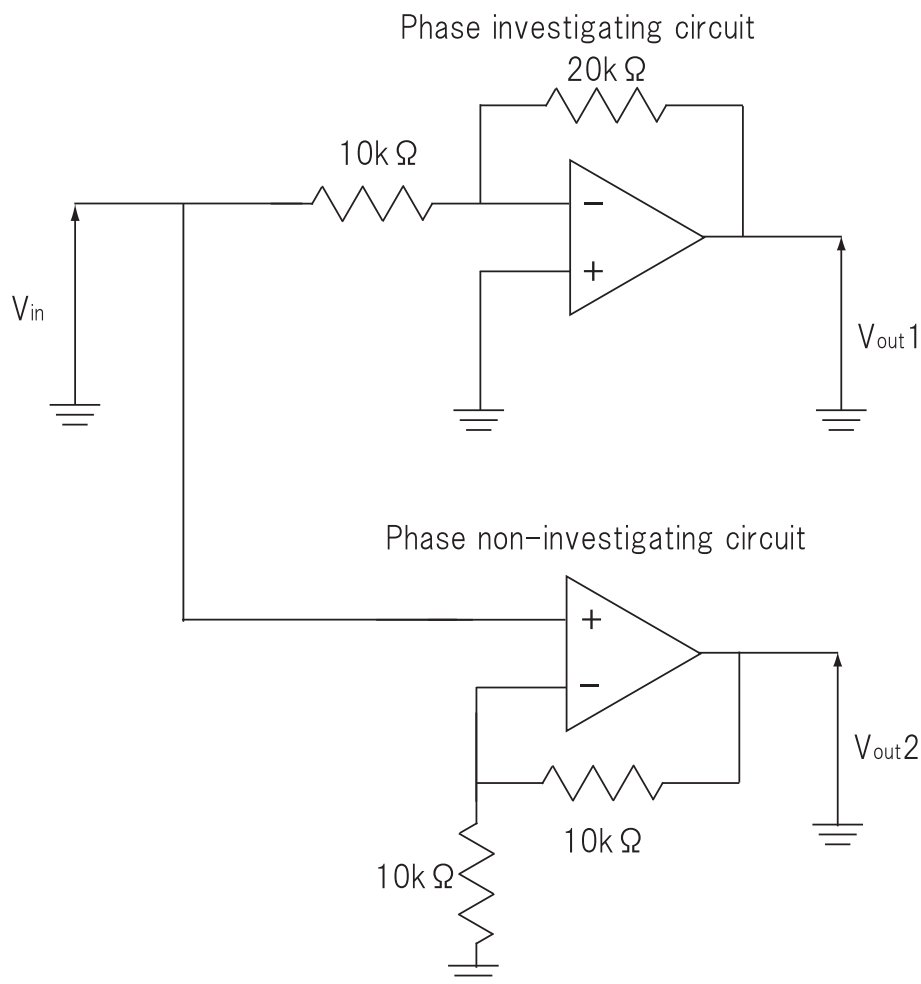 Phase investigating circuit
20kΩ
10kΩ
−
+
Vin
Vout1
Phase non-investigating circuit
+
−
Vout2
10kΩ
10kΩ